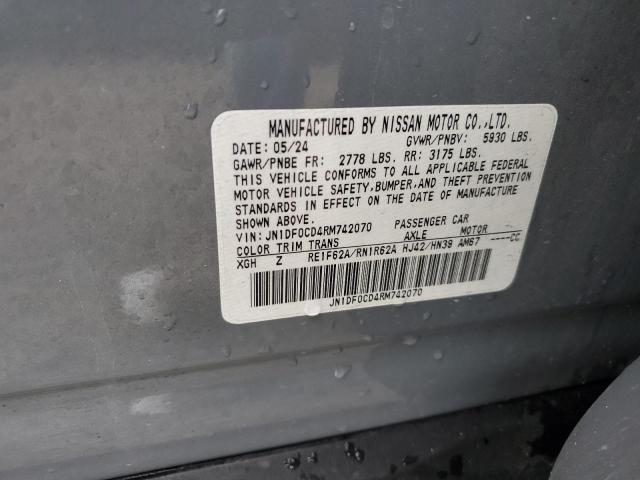 MANUFACTURED BY NISSAN MOTOR CO.,LTD.
DATE: 05/24 GVWR/PNBV: 5930 LBS.
GAWR/PNBE FR: 2778 LBS. RR: 3175 LBS.
THIS VEHICLE CONFORMS TO ALL APPLICABLE FEDERAL
MOTOR VEHICLE SAFETY,BUMPER,AND THEFT PREVENTION
STANDARDS IN EFFECT ON THE DATE OF MANUFACTURE
SHOWN ABOVE.
VIN:JN1DF0CD4RM742070 PASSENGER CAR
COLOR TRIM TRANS AXLE MOTOR
XGH Z RE1F62A/RN1R62A HJ42/HN39 AM67 ----CC
JN1DF0CD4RM742070